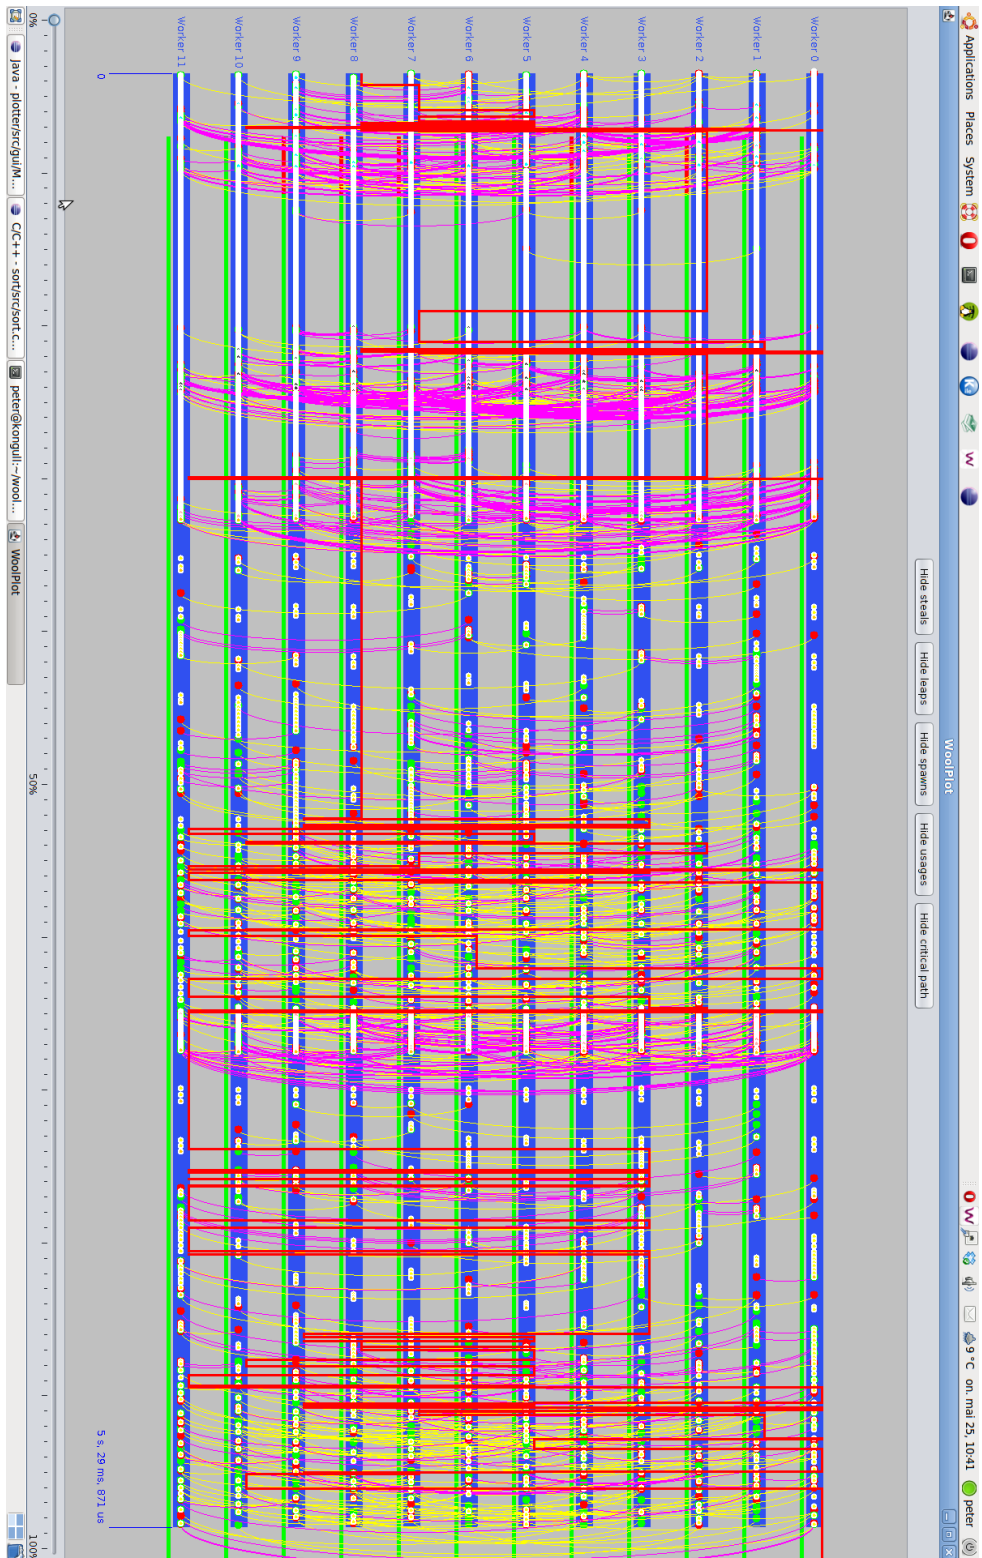 Applications Places System
9 °C on. mai 25, 10:41 peter
WoolPlot
Hide steals Hide leaps Hide spawns Hide usages Hide critical path
Worker 0
Worker 1
Worker 2
Worker 3
Worker 4
Worker 5
Worker 6
Worker 7
Worker 8
Worker 9
Worker 10
Worker 11
0 5 s, 29 ms, 871 us
0% 50% 100%
Java - plotter/src/gui/M... C/C++ - sort/src/sort.c... peter@kongull:~/wool... WoolPlot